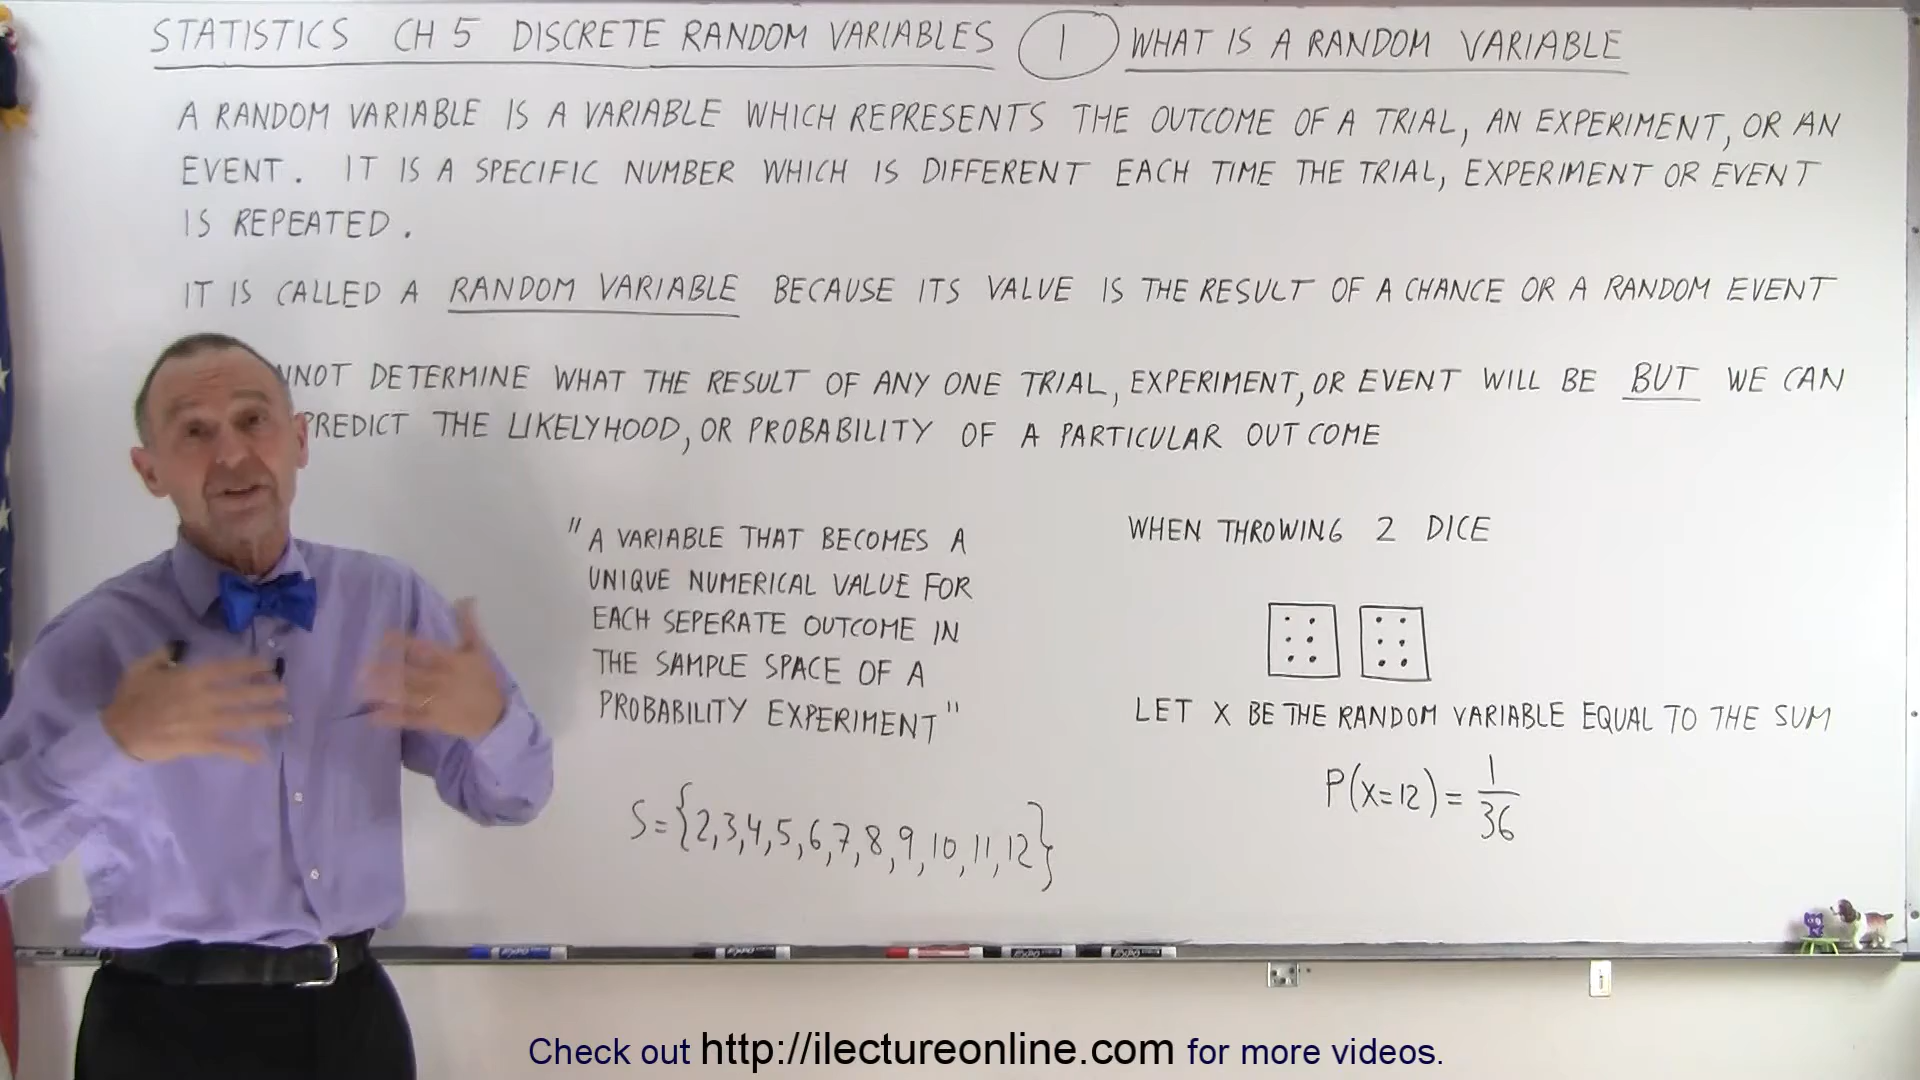 STATISTICS CH 5 DISCRETE RANDOM VARIABLES 1 WHAT IS A RANDOM VARIABLE
A RANDOM VARIABLE IS A VARIABLE WHICH REPRESENTS THE OUTCOME OF A TRIAL, AN EXPERIMENT, OR AN
EVENT. IT IS A SPECIFIC NUMBER WHICH IS DIFFERENT EACH TIME THE TRIAL, EXPERIMENT OR EVENT
IS REPEATED.
IT IS CALLED A RANDOM VARIABLE BECAUSE ITS VALUE IS THE RESULT OF A CHANCE OR A RANDOM EVENT
NNOT DETERMINE WHAT THE RESULT OF ANY ONE TRIAL, EXPERIMENT, OR EVENT WILL BE BUT WE CAN
PREDICT THE LIKELYHOOD, OR PROBABILITY OF A PARTICULAR OUTCOME
"A VARIABLE THAT BECOMES A
UNIQUE NUMERICAL VALUE FOR
EACH SEPERATE OUTCOME IN
THE SAMPLE SPACE OF A
PROBABILITY EXPERIMENT"
S={2,3,4,5,6,7,8,9,10,11,12}
WHEN THROWING 2 DICE
LET X BE THE RANDOM VARIABLE EQUAL TO THE SUM
P(X=12)=1/36
Check out http://ilectureonline.com for more videos.